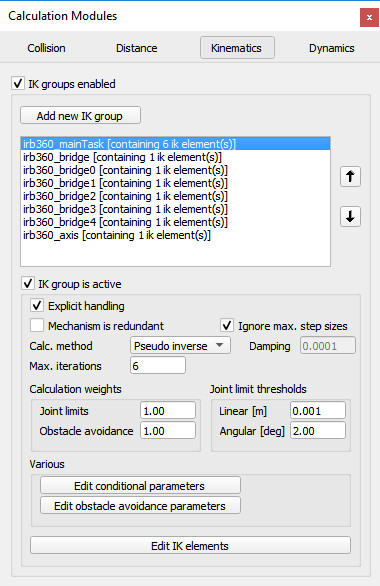 Calculation Modules
x
Collision Distance Kinematics Dynamics
IK groups enabled
Add new IK group
irb360_mainTask [containing 6 ik element(s)]
irb360_bridge [containing 1 ik element(s)]
irb360_bridge0 [containing 1 ik element(s)]
irb360_bridge1 [containing 1 ik element(s)]
irb360_bridge2 [containing 1 ik element(s)]
irb360_bridge3 [containing 1 ik element(s)]
irb360_bridge4 [containing 1 ik element(s)]
irb360_axis [containing 1 ik element(s)]
IK group is active
Explicit handling
Mechanism is redundant Ignore max. step sizes
Calc. method Pseudo inverse Damping 0.0001
Max. iterations 6
Calculation weights Joint limit thresholds
Joint limits 1.00 Linear [m] 0.001
Obstacle avoidance 1.00 Angular [deg] 2.00
Various
Edit conditional parameters
Edit obstacle avoidance parameters
Edit IK elements